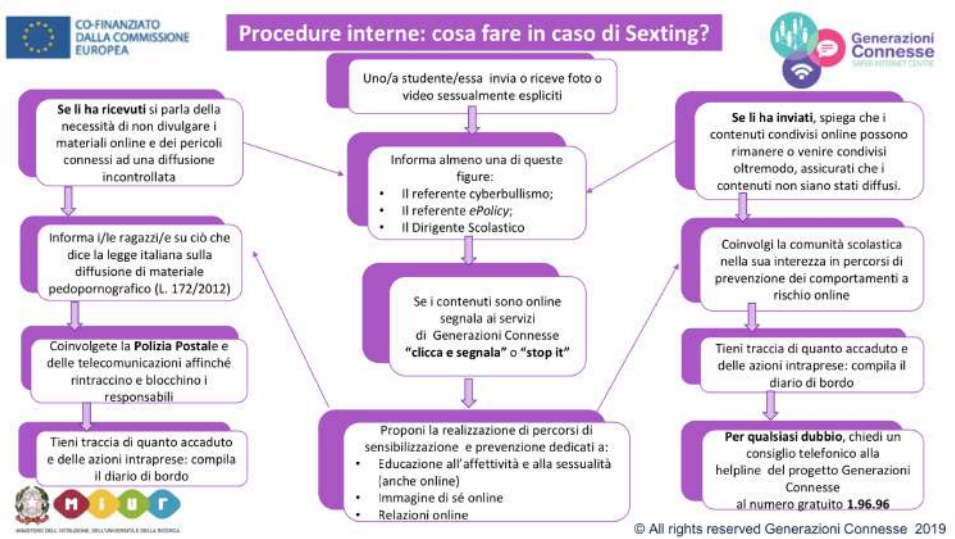 CO-FINANZIATO
DALLA COMMISSIONE
EUROPEA
Procedure interne: cosa fare in caso di Sexting?
Generazioni
Connesse
SAFER INTERNET CENTRE
Uno/a studente/essa invia o riceve foto o
video sessualmente espliciti
Se li ha ricevuti si parla della
necessità di non divulgare i
materiali online e dei pericoli
connessi ad una diffusione
incontrollata
Informa almeno una di queste
figure:
• Il referente cyberbullismo;
• Il referente ePolicy;
• Il Dirigente Scolastico
Se li ha inviati, spiega che i
contenuti condivisi online possono
rimanere o venire condivisi
oltremodo, assicurati che i
contenuti non siano stati diffusi.
Informa i/le ragazzi/e su ciò che
dice la legge italiana sulla
diffusione di materiale
pedopornografico (L. 172/2012)
Se i contenuti sono online
segnala ai servizi
di Generazioni Connesse
“clicca e segnala” o “stop it”
Coinvolgi la comunità scolastica
nella sua interezza in percorsi di
prevenzione dei comportamenti a
rischio online
Coinvolgete la Polizia Postale e
delle telecomunicazioni affinché
rintraccino e blocchino i
responsabili
Tieni traccia di quanto accaduto e
delle azioni intraprese: compila il
diario di bordo
Tieni traccia di quanto accaduto
e delle azioni intraprese: compila
il diario di bordo
Proponi la realizzazione di percorsi di
sensibilizzazione e prevenzione dedicati a:
• Educazione all'affettività e alla sessualità
(anche online)
• Immagine di sé online
• Relazioni online
Per qualsiasi dubbio, chiedi un
consiglio telefonico alla
helpline del progetto Generazioni
Connesse
al numero gratuito 1.96.96
miur
MINISTERO DELL'ISTRUZIONE, DELL'UNIVERSITÀ E DELLA RICERCA
© All rights reserved Generazioni Connesse 2019